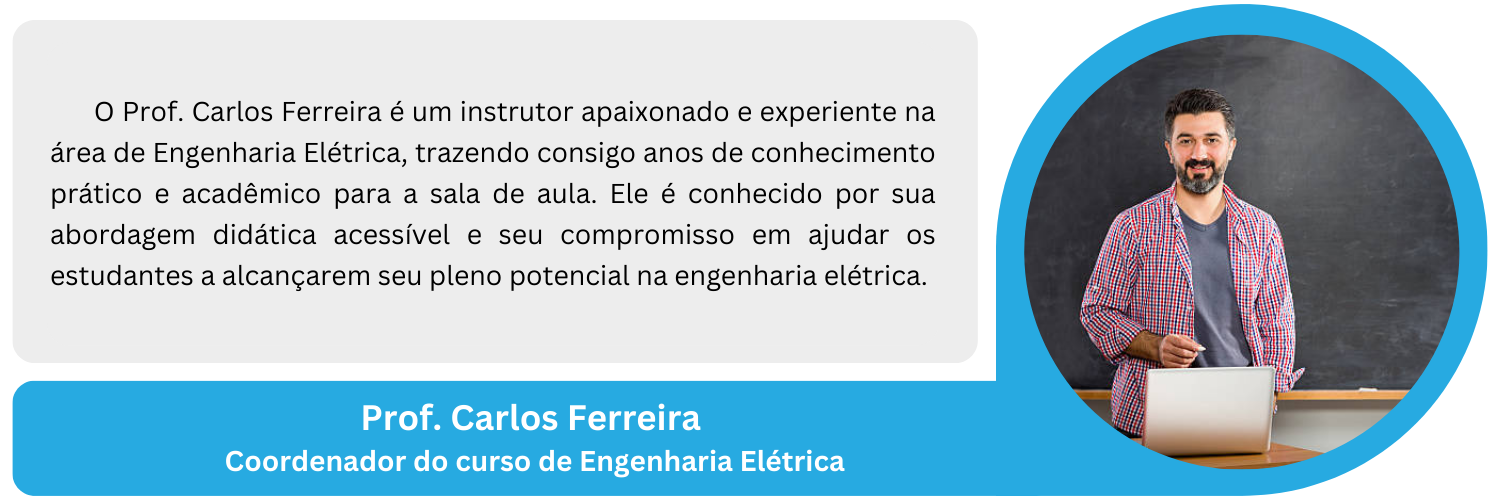 O Prof. Carlos Ferreira é um instrutor apaixonado e experiente na
área de Engenharia Elétrica, trazendo consigo anos de conhecimento
prático e acadêmico para a sala de aula. Ele é conhecido por sua
abordagem didática acessível e seu compromisso em ajudar os
estudantes a alcançarem seu pleno potencial na engenharia elétrica.
Prof. Carlos Ferreira
Coordenador do curso de Engenharia Elétrica